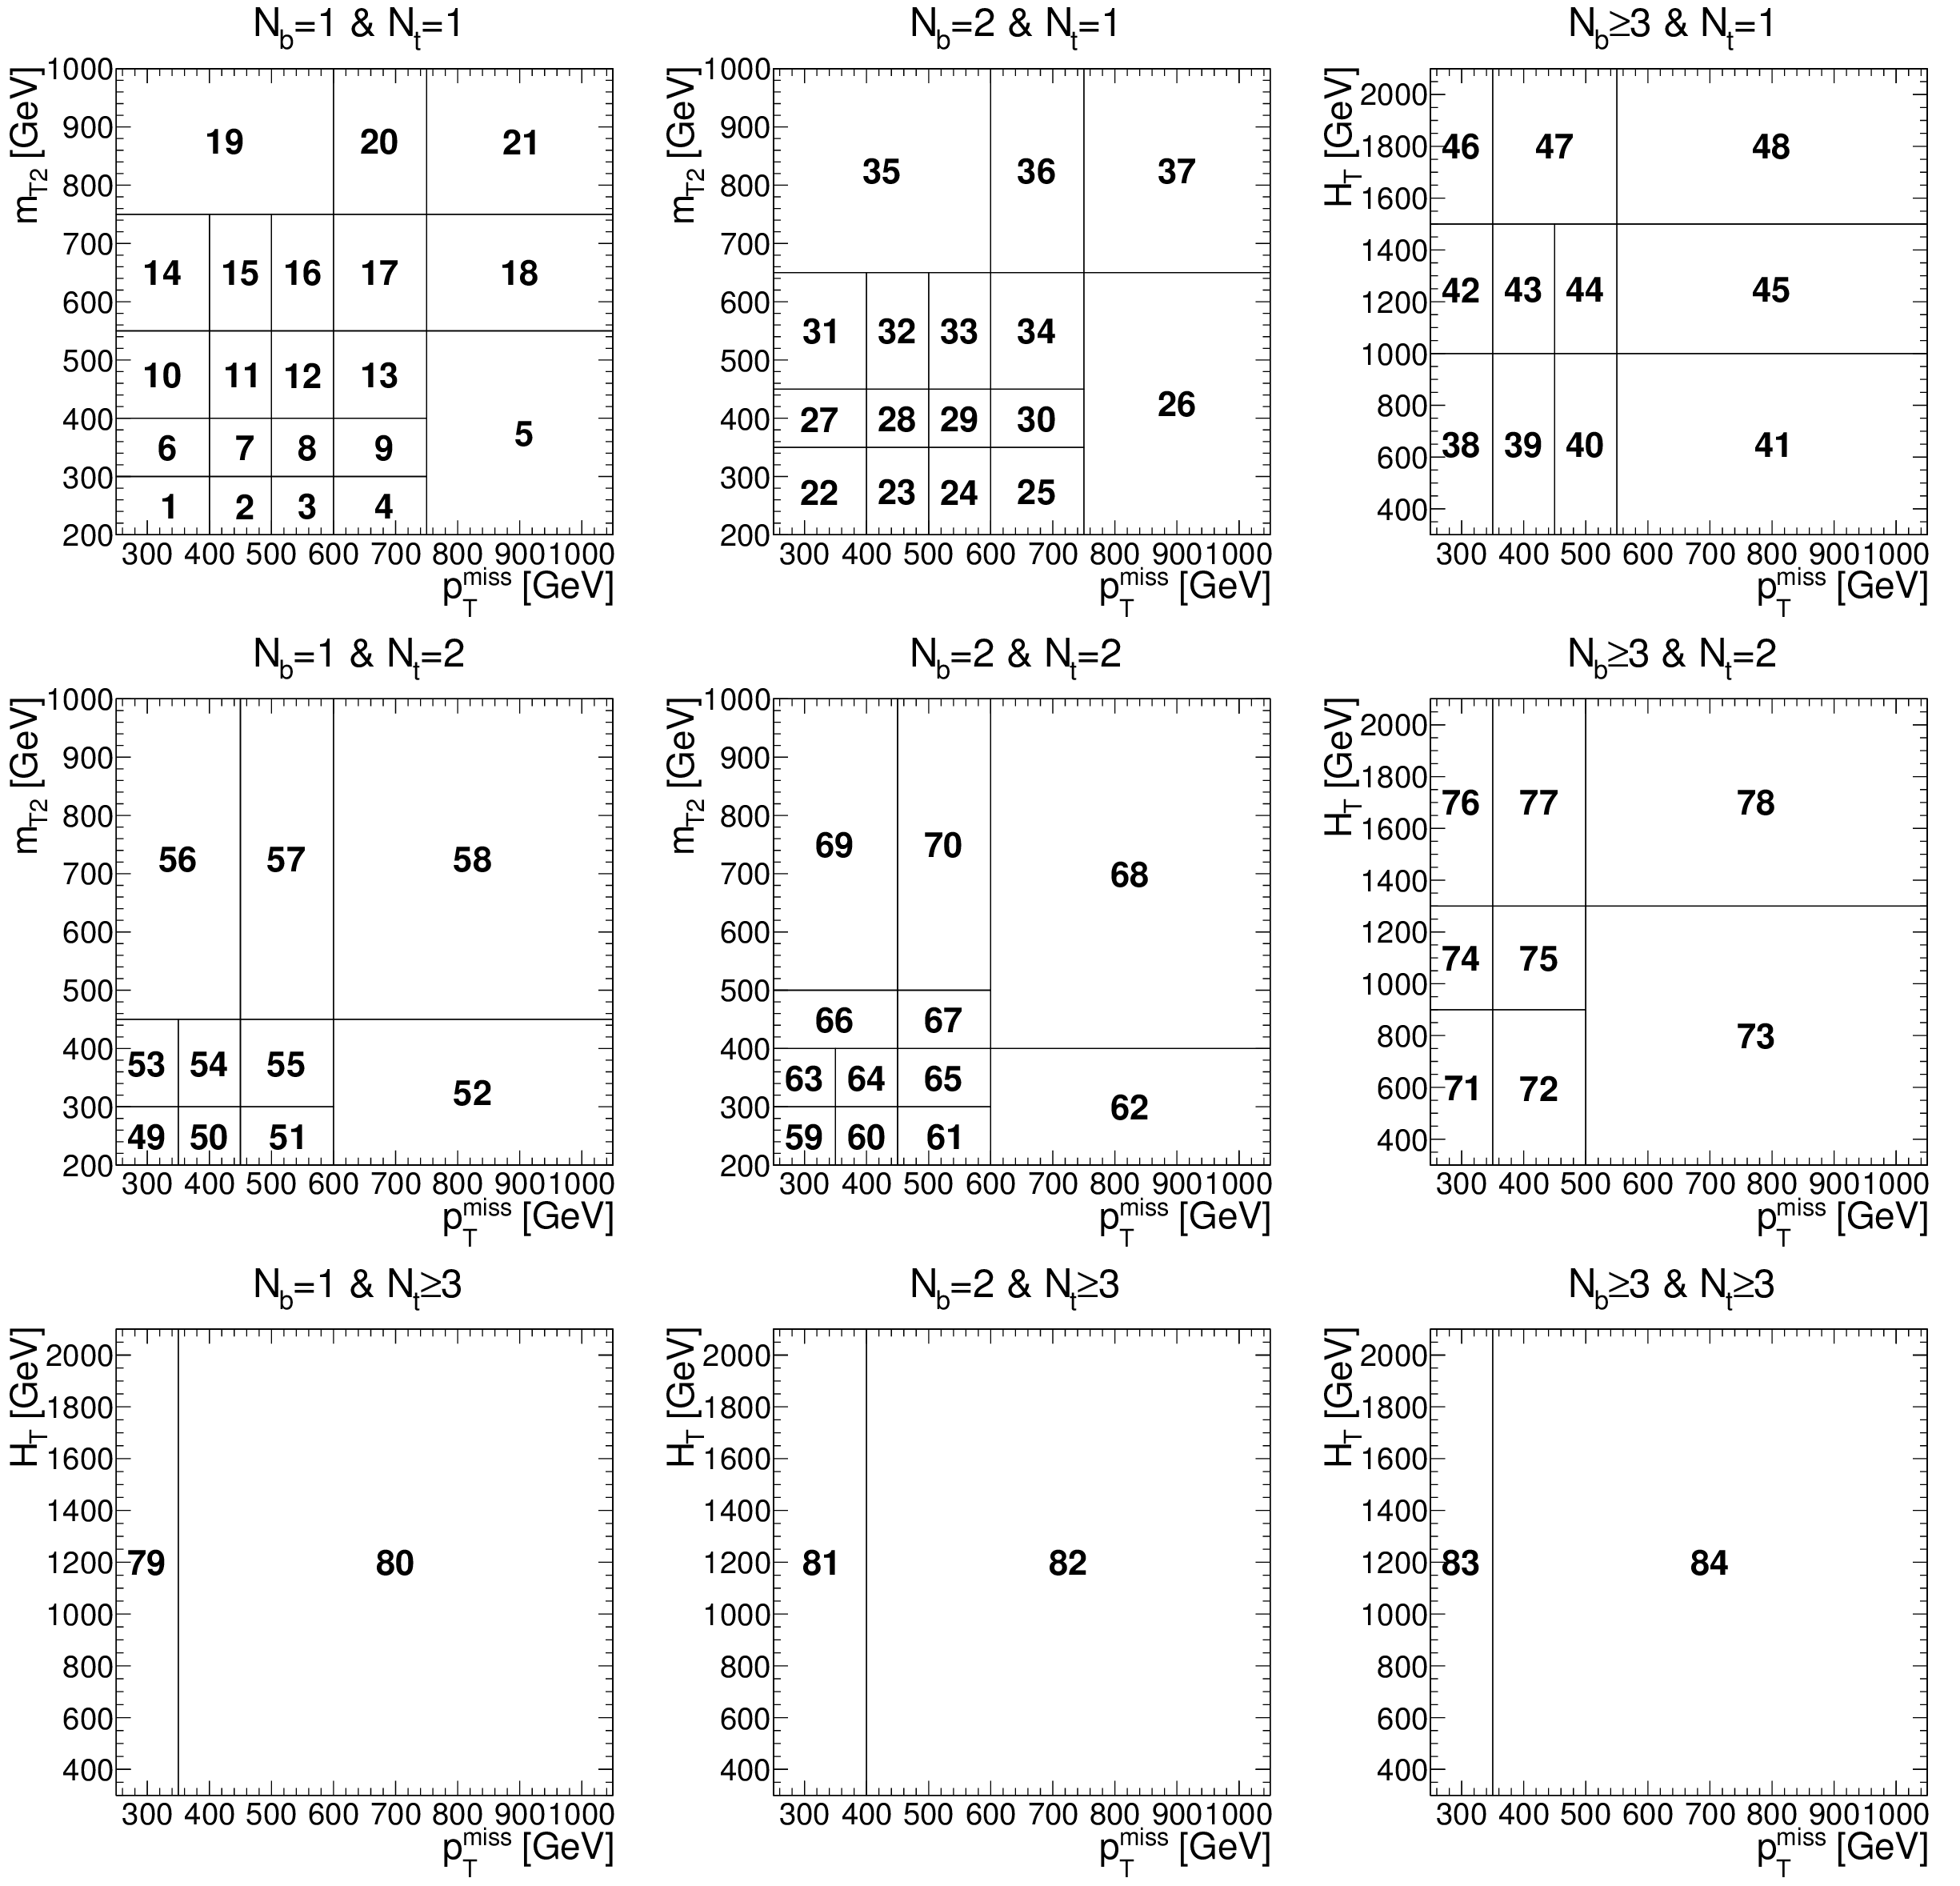 N_b=1 & N_t=1
m_T2 [GeV]
1000
900
800
700
600
500
400
300
200
19 20 21
14 15 16 17 18
10 11 12 13
5
6 7 8 9
1 2 3 4
300 400 500 600 700 800 900 1000
p_T^miss [GeV]
N_b=2 & N_t=1
m_T2 [GeV]
1000
900
800
700
600
500
400
300
200
35 36 37
31 32 33 34
26
27 28 29 30
22 23 24 25
300 400 500 600 700 800 900 1000
p_T^miss [GeV]
N_b≥3 & N_t=1
H_T [GeV]
2000
1800
1600
1400
1200
1000
800
600
400
46 47 48
42 43 44 45
38 39 40 41
300 400 500 600 700 800 900 1000
p_T^miss [GeV]
N_b=1 & N_t=2
m_T2 [GeV]
1000
900
800
700
600
500
400
300
200
56 57 58
53 54 55
52
49 50 51
300 400 500 600 700 800 900 1000
p_T^miss [GeV]
N_b=2 & N_t=2
m_T2 [GeV]
1000
900
800
700
600
500
400
300
200
69 70
68
66 67
63 64 65
62
59 60 61
300 400 500 600 700 800 900 1000
p_T^miss [GeV]
N_b≥3 & N_t=2
H_T [GeV]
2000
1800
1600
1400
1200
1000
800
600
400
76 77 78
74 75
73
71 72
300 400 500 600 700 800 900 1000
p_T^miss [GeV]
N_b=1 & N_t≥3
H_T [GeV]
2000
1800
1600
1400
1200
1000
800
600
400
79 80
300 400 500 600 700 800 900 1000
p_T^miss [GeV]
N_b=2 & N_t≥3
H_T [GeV]
2000
1800
1600
1400
1200
1000
800
600
400
81 82
300 400 500 600 700 800 900 1000
p_T^miss [GeV]
N_b≥3 & N_t≥3
H_T [GeV]
2000
1800
1600
1400
1200
1000
800
600
400
83 84
300 400 500 600 700 800 900 1000
p_T^miss [GeV]